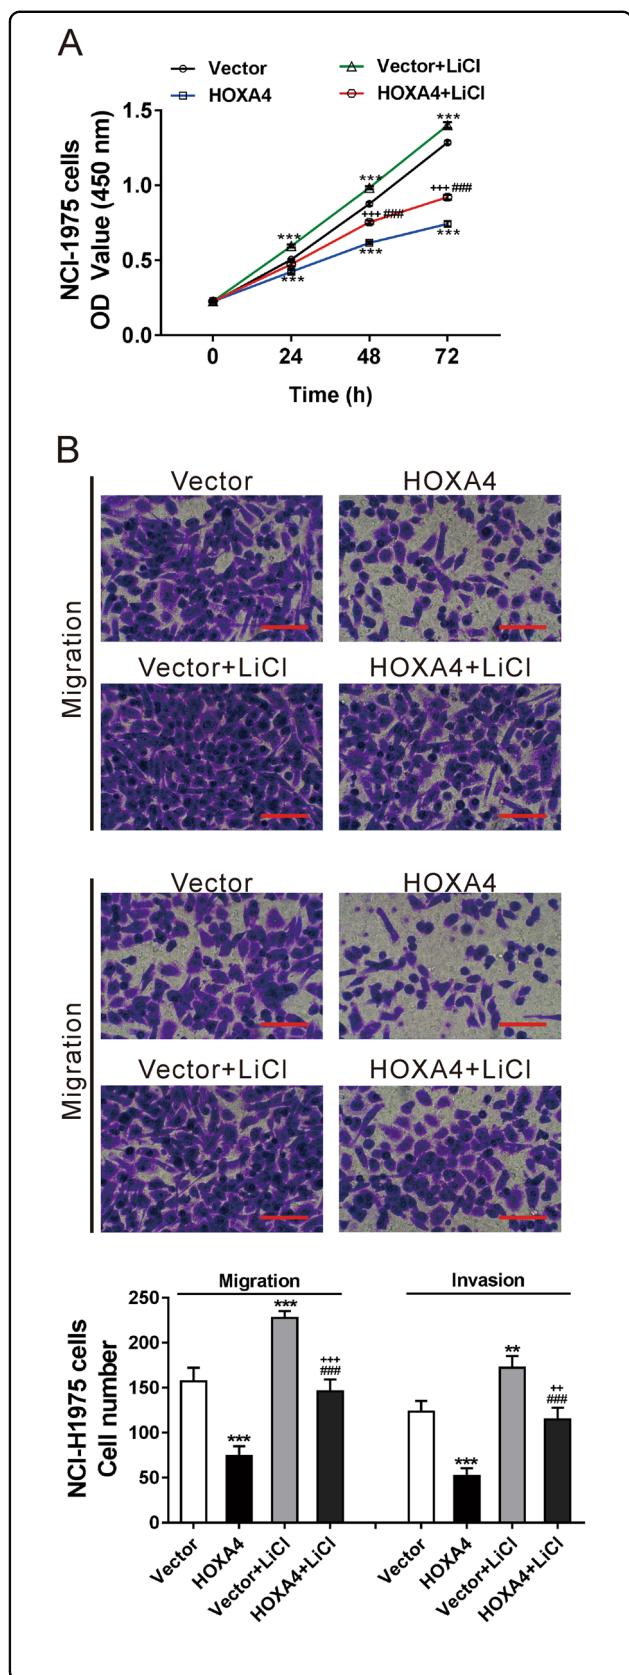 A
Vector
Vector+LiCl
HOXA4
HOXA4+LiCl
NCI-1975 cells
OD Value (450 nm)
1.5
1.0
0.5
0.0
***
***
***
+++ ###
+++ ###
***
***
***
0 24 48 72
Time (h)
B
Migration
Vector HOXA4
Vector+LiCl HOXA4+LiCl
Migration
Vector HOXA4
Vector+LiCl HOXA4+LiCl
Migration Invasion
NCI-H1975 cells
Cell number
250
200
150
100
50
0
***
***
+++
###
***
**
++
###
Vector
HOXA4
Vector+LiCl
HOXA4+LiCl
Vector
HOXA4
Vector+LiCl
HOXA4+LiCl